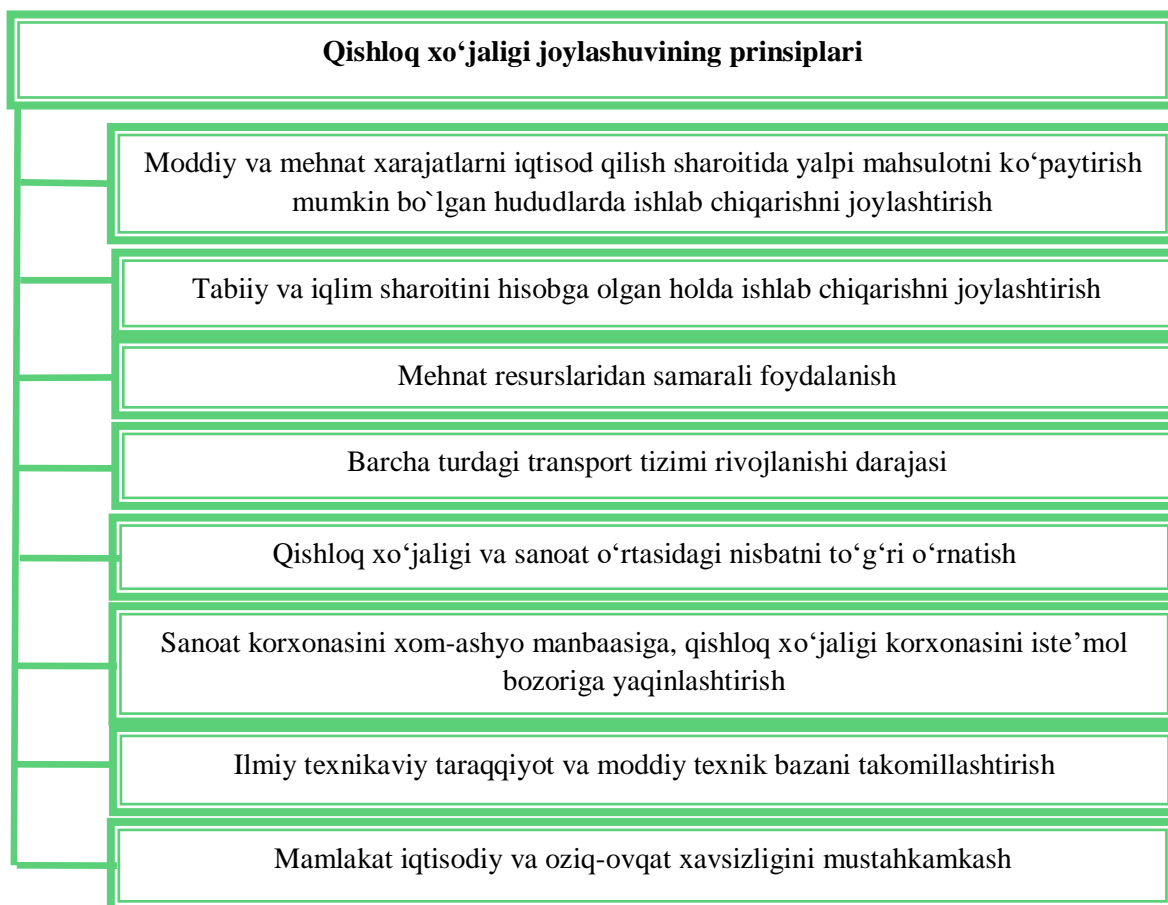 Qishloq xo‘jaligi joylashuvining prinsiplari
Moddiy va mehnat xarajatlarni iqtisod qilish sharoitida yalpi mahsulotni ko‘paytirish
mumkin bo`lgan hududlarda ishlab chiqarishni joylashtirish
Tabiiy va iqlim sharoitini hisobga olgan holda ishlab chiqarishni joylashtirish
Mehnat resurslaridan samarali foydalanish
Barcha turdagi transport tizimi rivojlanishi darajasi
Qishloq xo‘jaligi va sanoat o‘rtasidagi nisbatni to‘g‘ri o‘rnatish
Sanoat korxonasini xom-ashyo manbaasiga, qishloq xo‘jaligi korxonasini iste’mol
bozoriga yaqinlashtirish
Ilmiy texnikaviy taraqqiyot va moddiy texnik bazani takomillashtirish
Mamlakat iqtisodiy va oziq-ovqat xavsizligini mustahkamkash